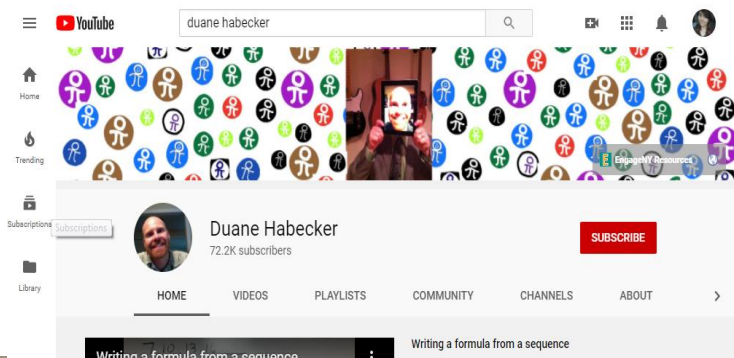 YouTube
duane habecker
Home
Trending
Subscriptions
Subscriptions
Library
EngageNY Resources
Duane Habecker
72.2K subscribers
SUBSCRIBE
HOME VIDEOS PLAYLISTS COMMUNITY CHANNELS ABOUT
Writing a formula from a sequence
Writing a formula from a sequence